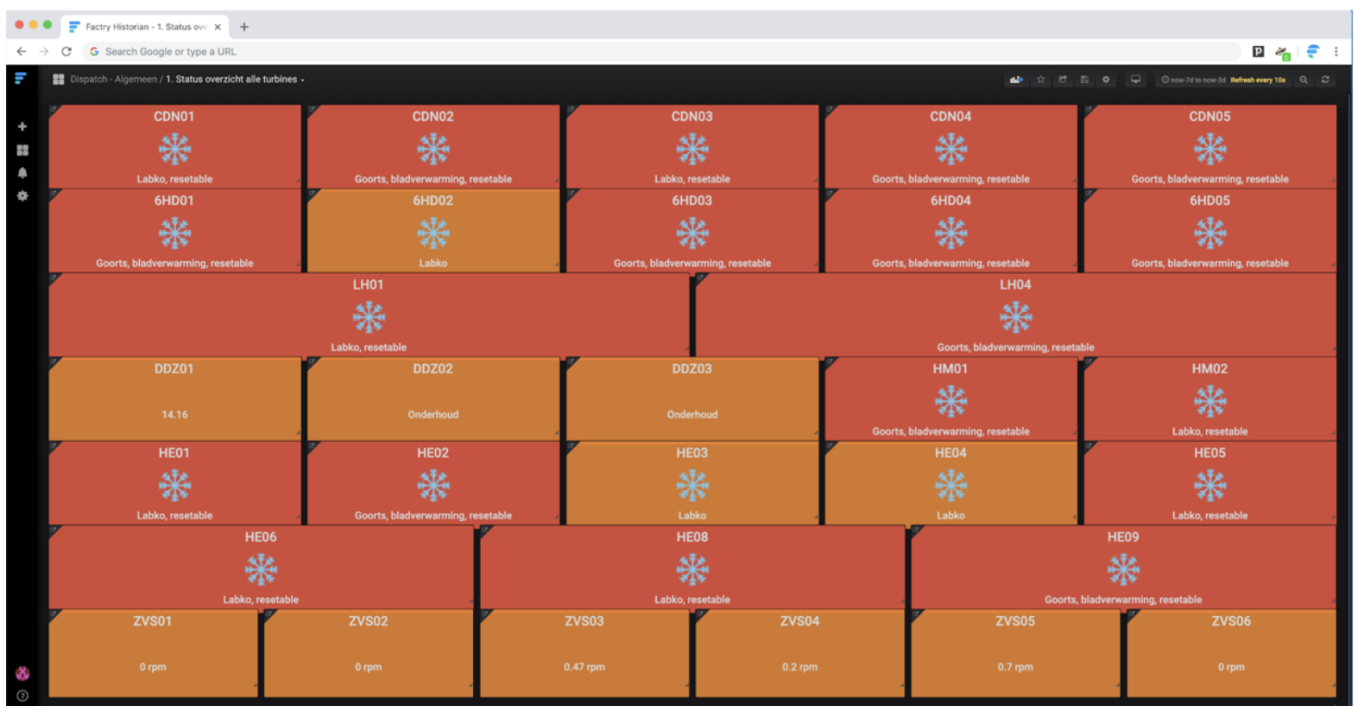 Factry Historian - 1. Status ove
Search Google or type a URL
Dispatch - Algemeen / 1. Status overzicht alle turbines
now-7d to now-3d Refresh every 10s
CDN01 CDN02 CDN03 CDN04 CDN05
Labko, resetable Goorts, bladverwarming, resetable Labko, resetable Goorts, bladverwarming, resetable Goorts, bladverwarming, resetable
6HD01 6HD02 6HD03 6HD04 6HD05
Goorts, bladverwarming, resetable Labko Goorts, bladverwarming, resetable Goorts, bladverwarming, resetable Goorts, bladverwarming, resetable
LH01 LH04
Labko, resetable Goorts, bladverwarming, resetable
DDZ01 DDZ02 DDZ03 HM01 HM02
14.16 Onderhoud Onderhoud Goorts, bladverwarming, resetable Labko, resetable
HE01 HE02 HE03 HE04 HE05
Labko, resetable Goorts, bladverwarming, resetable Labko Labko Labko, resetable
HE06 HE08 HE09
Labko, resetable Labko, resetable Goorts, bladverwarming, resetable
ZVS01 ZVS02 ZVS03 ZVS04 ZVS05 ZVS06
0 rpm 0 rpm 0.47 rpm 0.2 rpm 0.7 rpm 0 rpm